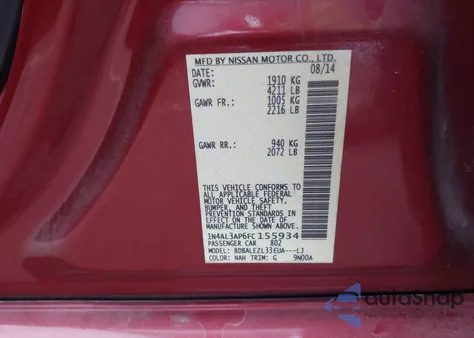 MFD BY NISSAN MOTOR CO., LTD.
DATE: 08/14
GVWR: 1910 KG
4211 LB
GAWR FR.: 1005 KG
2216 LB
GAWR RR.: 940 KG
2072 LB
THIS VEHICLE CONFORMS TO
ALL APPLICABLE FEDERAL
MOTOR VEHICLE SAFETY,
BUMPER, AND THEFT
PREVENTION STANDARDS IN
EFFECT ON THE DATE OF
MANUFACTURE SHOWN ABOVE.
1N4AL3AP6FC155934
PASSENGER CAR 802
MODEL: BDBALEZL33EUA---LJ
COLOR: NAH TRIM: G 9N00A
autoSnap